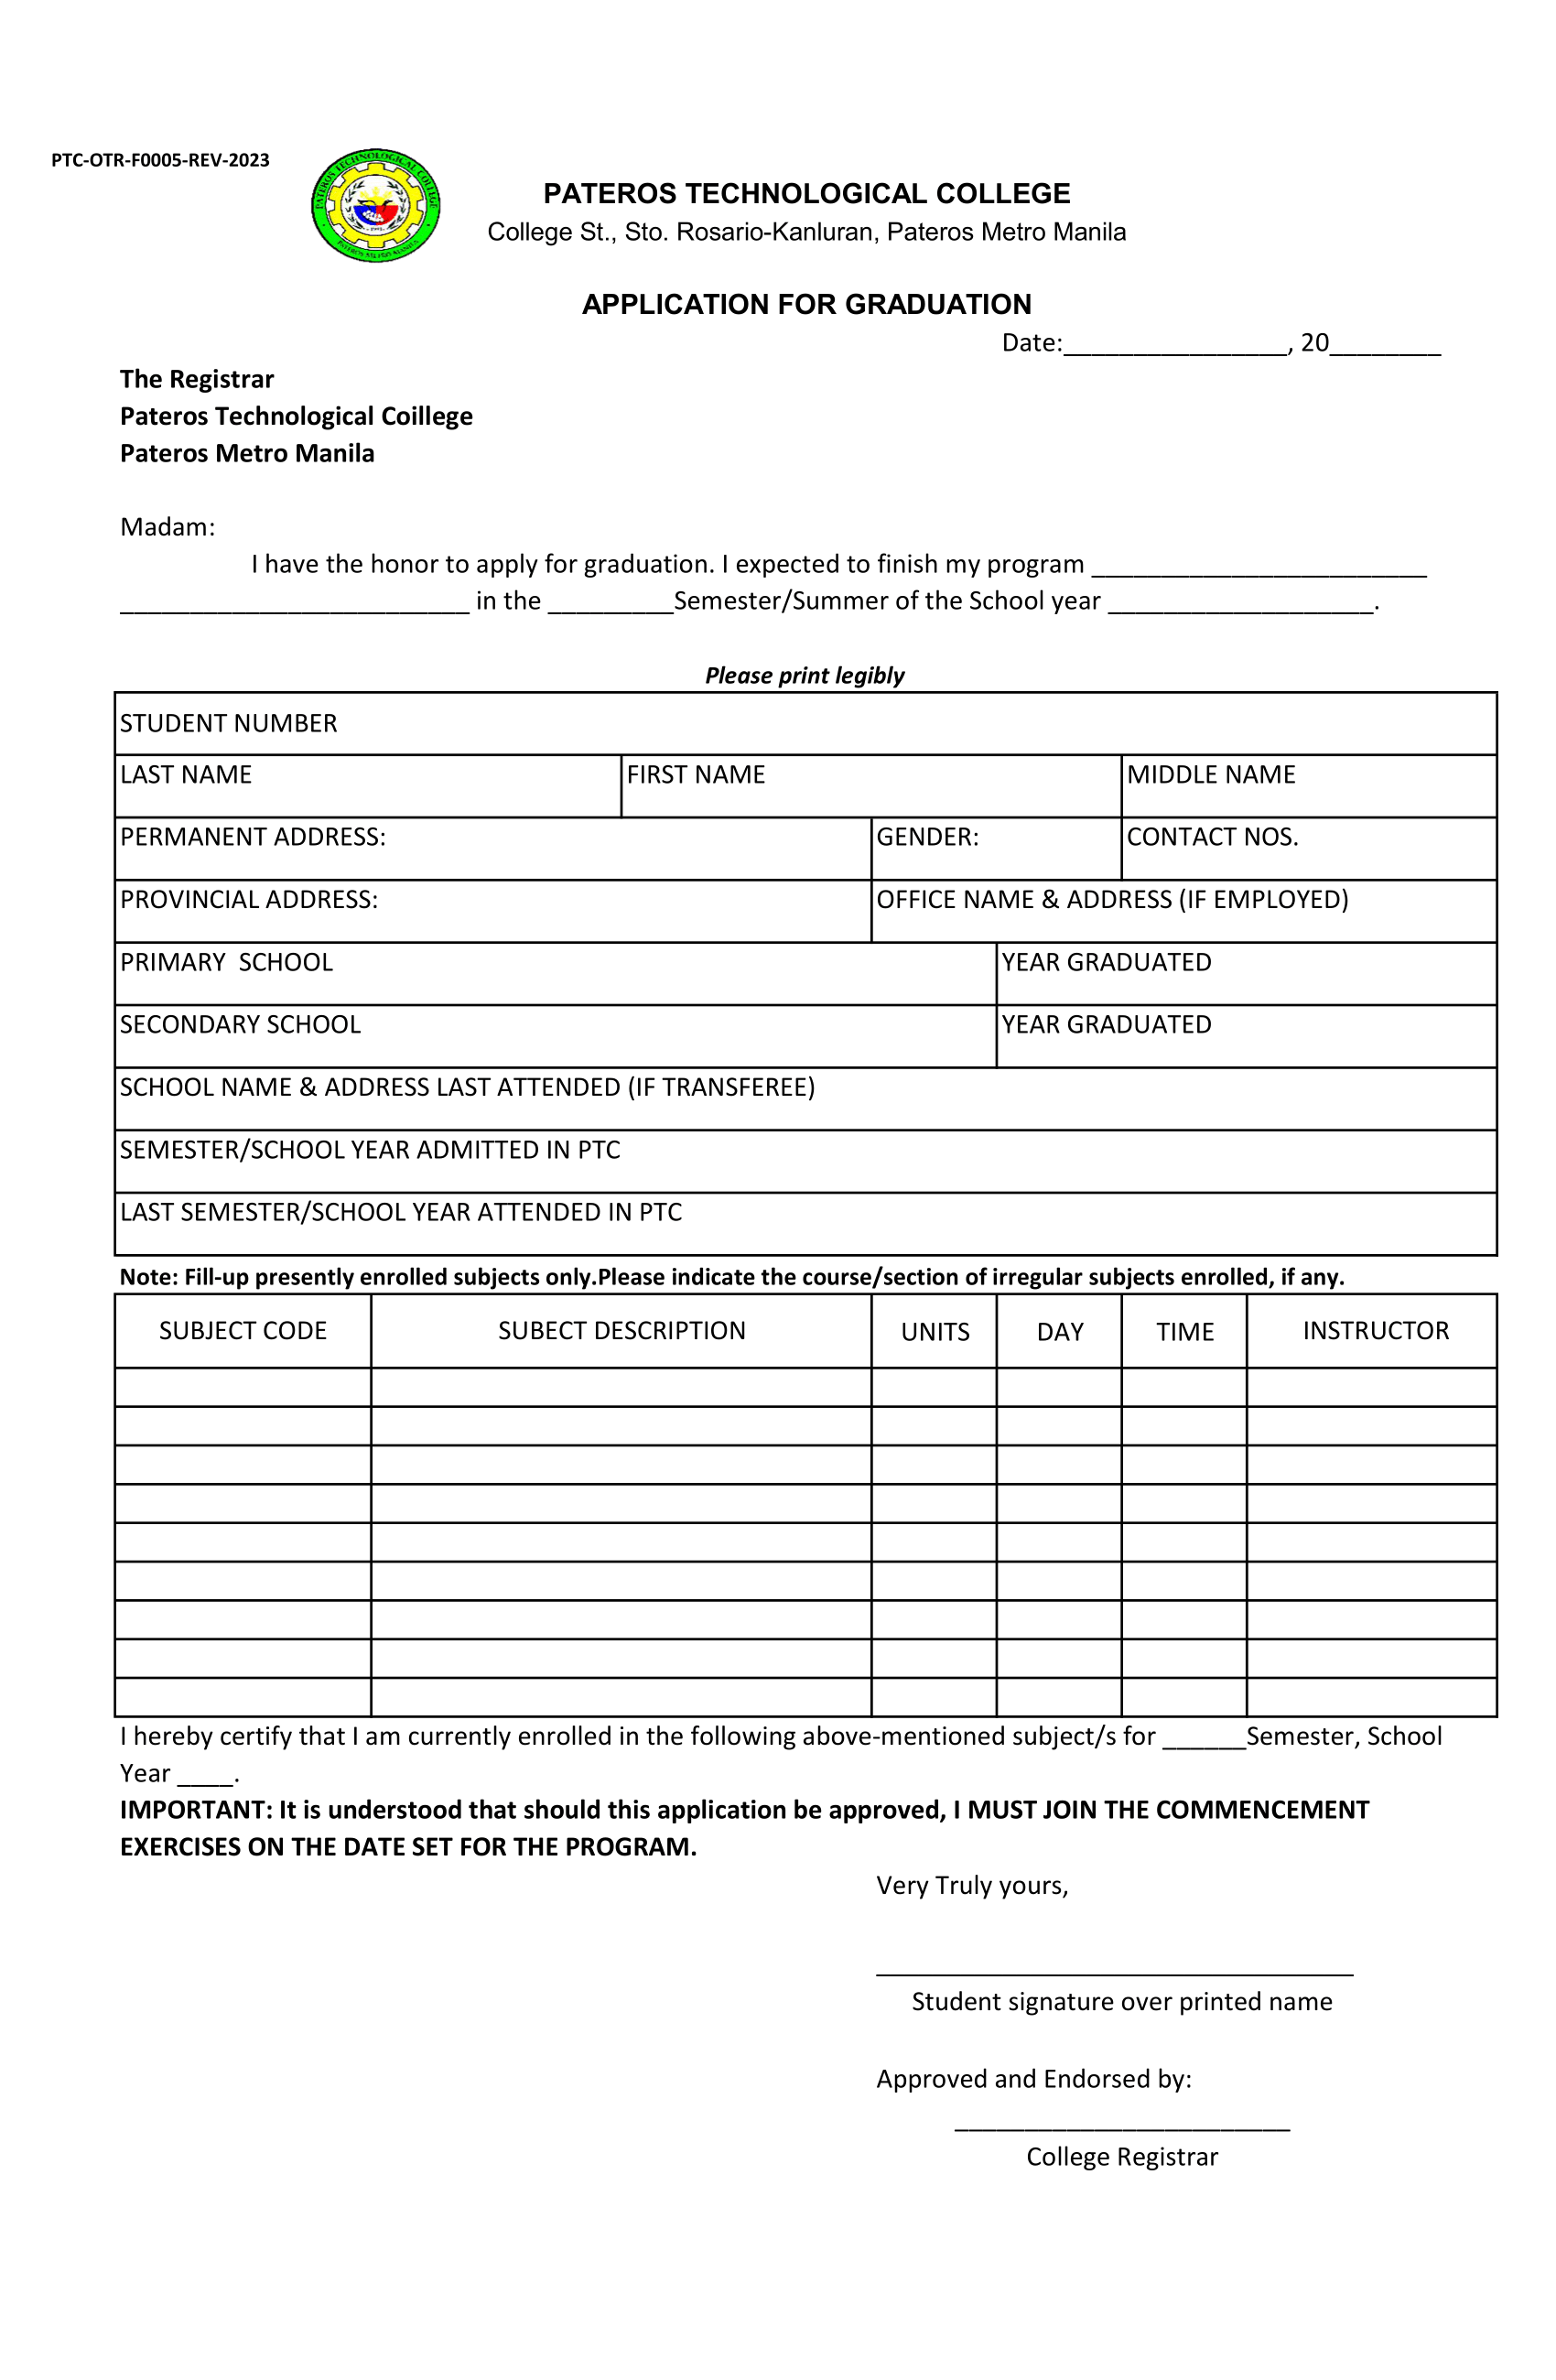 PTC-OTR-F0005-REV-2023
PATEROS TECHNOLOGICAL COLLEGE
PATEROS METRO MANILA
PATEROS TECHNOLOGICAL COLLEGE
College St., Sto. Rosario-Kanluran, Pateros Metro Manila
APPLICATION FOR GRADUATION
Date:________________, 20________
The Registrar
Pateros Technological Coillege
Pateros Metro Manila
Madam:
I have the honor to apply for graduation. I expected to finish my program ________________________
_________________________ in the _________Semester/Summer of the School year ___________________.
Please print legibly
STUDENT NUMBER
LAST NAME FIRST NAME MIDDLE NAME
PERMANENT ADDRESS: GENDER: CONTACT NOS.
PROVINCIAL ADDRESS: OFFICE NAME & ADDRESS (IF EMPLOYED)
PRIMARY  SCHOOL YEAR GRADUATED
SECONDARY SCHOOL YEAR GRADUATED
SCHOOL NAME & ADDRESS LAST ATTENDED (IF TRANSFEREE)
SEMESTER/SCHOOL YEAR ADMITTED IN PTC
LAST SEMESTER/SCHOOL YEAR ATTENDED IN PTC
Note: Fill-up presently enrolled subjects only.Please indicate the course/section of irregular subjects enrolled, if any.
SUBJECT CODE SUBECT DESCRIPTION UNITS DAY TIME INSTRUCTOR
I hereby certify that I am currently enrolled in the following above-mentioned subject/s for ______Semester, School
Year ____.
IMPORTANT: It is understood that should this application be approved, I MUST JOIN THE COMMENCEMENT
EXERCISES ON THE DATE SET FOR THE PROGRAM.
Very Truly yours,
Student signature over printed name
Approved and Endorsed by:
________________________
College Registrar